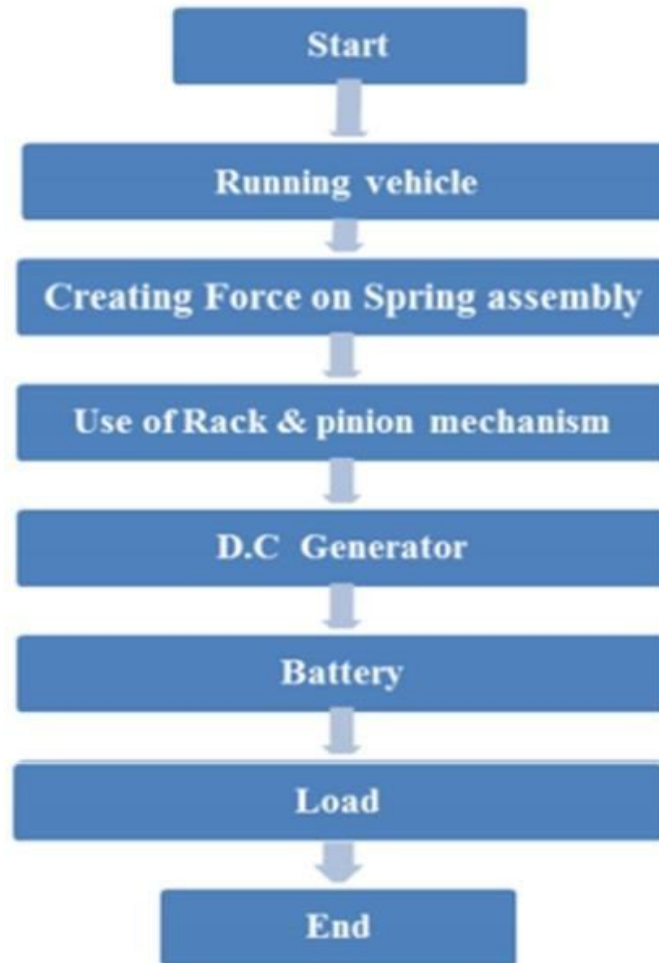 Start
Running vehicle
Creating Force on Spring assembly
Use of Rack & pinion mechanism
D.C Generator
Battery
Load
End